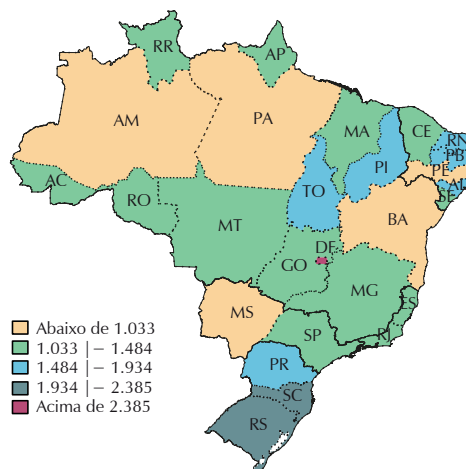 RR
AP
AM
PA
MA
CE
RN
PB
PE
AL
SE
PI
AC
TO
RO
BA
MT
DF
GO
MG
ES
MS
SP
RJ
PR
SC
RS
Abaixo de 1.033
1.033 |− 1.484
1.484 |− 1.934
1.934 −| 2.385
Acima de 2.385